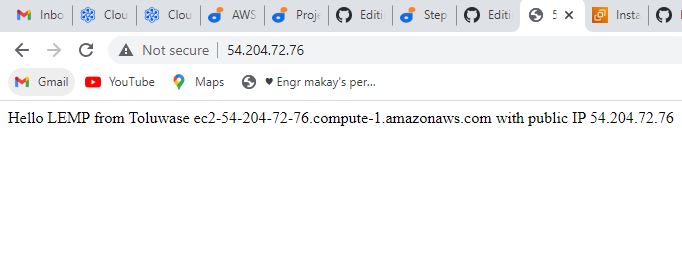 Inbo Clou Clou AWS Proje Editi Step Editi 5 Insta
Not secure | 54.204.72.76
Gmail YouTube Maps ♥ Engr makay's per...
Hello LEMP from Toluwase ec2-54-204-72-76.compute-1.amazonaws.com with public IP 54.204.72.76